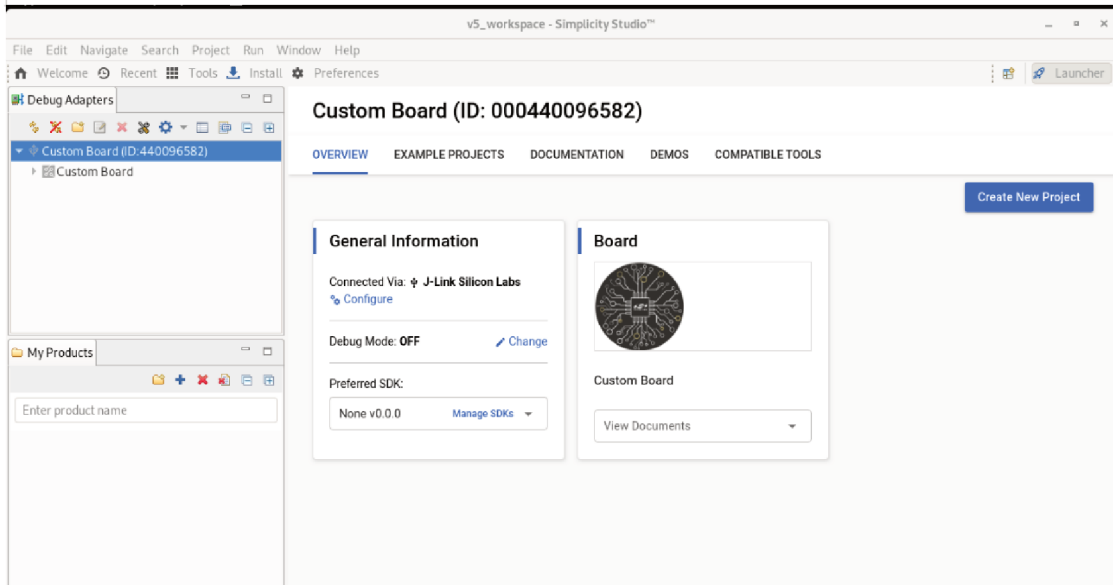 v5_workspace - Simplicity Studio™
File Edit Navigate Search Project Run Window Help
Welcome Recent Tools Install Preferences
Launcher
Debug Adapters
Custom Board (ID:440096582)
Custom Board
My Products
Enter product name
Custom Board (ID: 000440096582)
OVERVIEW EXAMPLE PROJECTS DOCUMENTATION DEMOS COMPATIBLE TOOLS
Create New Project
General Information
Connected Via: J-Link Silicon Labs
Configure
Debug Mode: OFF Change
Preferred SDK:
None v0.0.0 Manage SDKs
Board
Custom Board
View Documents